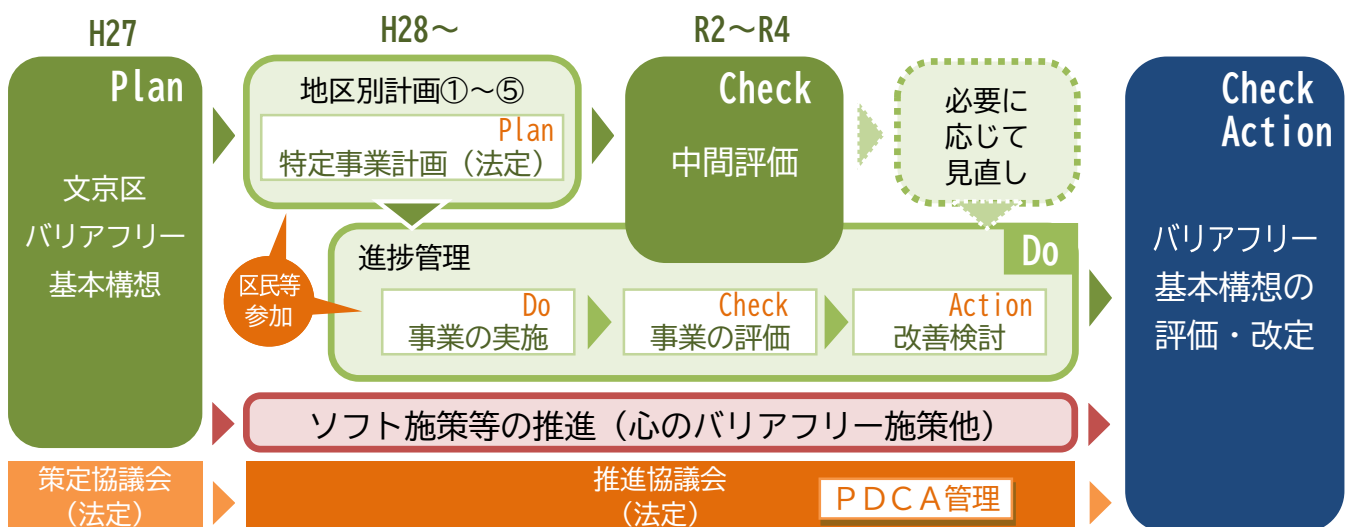 H27
H28～
R2～R4
Plan
文京区
バリアフリー
基本構想
地区別計画①～⑤
Plan
特定事業計画（法定）
Check
中間評価
必要に
応じて
見直し
Check
Action
バリアフリー
基本構想の
評価・改定
区民等
参加
進捗管理
Do
Do
事業の実施
Check
事業の評価
Action
改善検討
ソフト施策等の推進（心のバリアフリー施策他）
策定協議会
（法定）
推進協議会
（法定）
ＰＤＣＡ管理